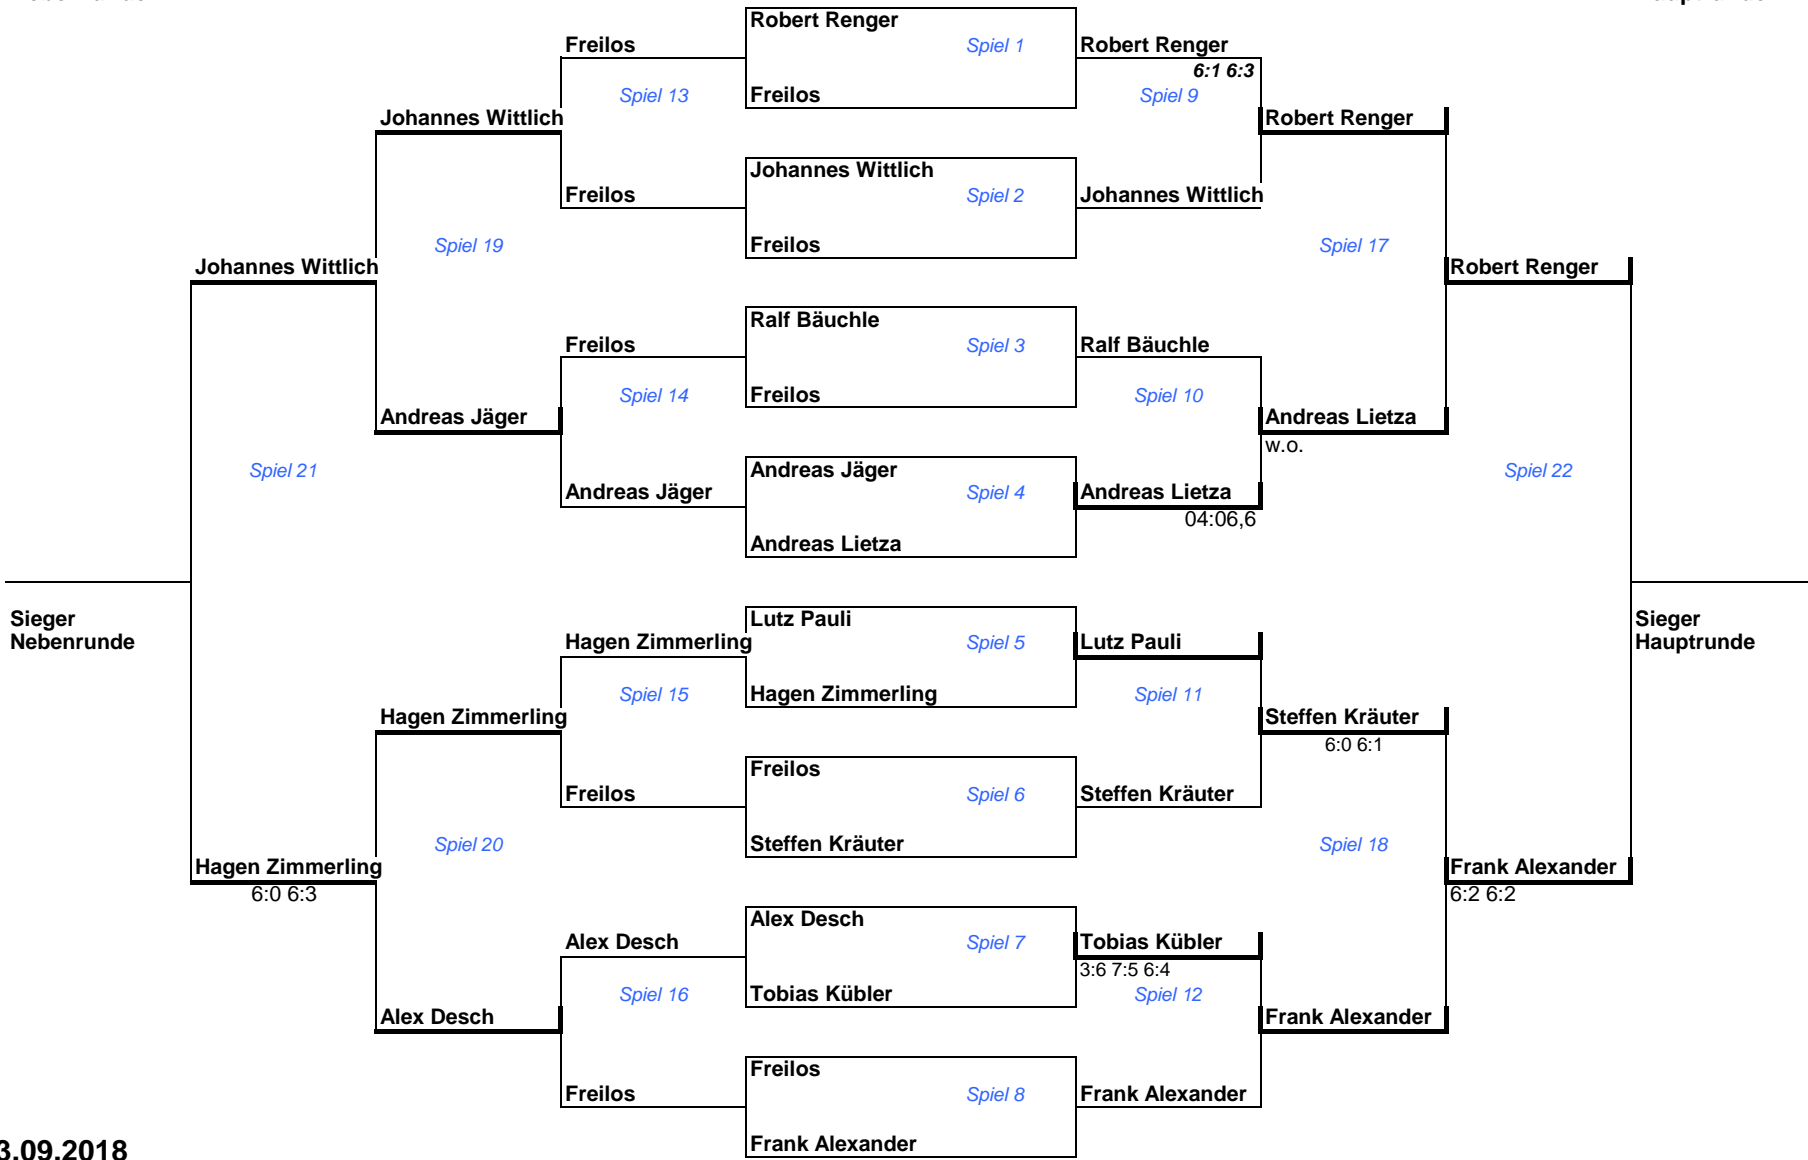 Robert Renger
Freilos
Spiel 1
Robert Renger
6:1 6:3
Spiel 13
Freilos
Spiel 9
Johannes Wittlich
Robert Renger
Johannes Wittlich
Freilos
Spiel 2
Johannes Wittlich
Spiel 19
Freilos
Spiel 17
Johannes Wittlich
Robert Renger
Ralf Bäuchle
Freilos
Spiel 3
Ralf Bäuchle
Spiel 14
Freilos
Spiel 10
Andreas Jäger
Andreas Lietza
w.o.
Spiel 21
Andreas Jäger
Spiel 22
Andreas Jäger
Spiel 4
Andreas Lietza
04:06,6
Andreas Lietza
Sieger
Nebenrunde
Lutz Pauli
Sieger
Hauptrunde
Hagen Zimmerling
Spiel 5
Lutz Pauli
Spiel 15
Hagen Zimmerling
Spiel 11
Hagen Zimmerling
Steffen Kräuter
6:0 6:1
Freilos
Freilos
Spiel 6
Steffen Kräuter
Spiel 20
Steffen Kräuter
Spiel 18
Hagen Zimmerling
6:0 6:3
Frank Alexander
6:2 6:2
Alex Desch
Alex Desch
Spiel 7
Tobias Kübler
3:6 7:5 6:4
Spiel 16
Tobias Kübler
Spiel 12
Alex Desch
Frank Alexander
Freilos
Freilos
Spiel 8
Frank Alexander
Frank Alexander
3.09.2018